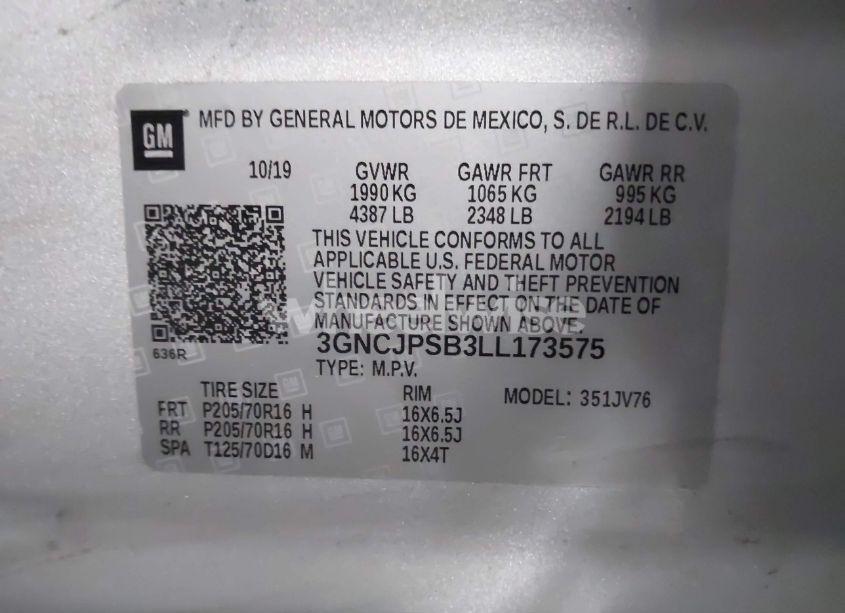 GM
MFD BY GENERAL MOTORS DE MEXICO, S. DE R.L. DE C.V.
10/19 GVWR GAWR FRT GAWR RR
1990 KG 1065 KG 995 KG
4387 LB 2348 LB 2194 LB
THIS VEHICLE CONFORMS TO ALL
APPLICABLE U.S. FEDERAL MOTOR
VEHICLE SAFETY AND THEFT PREVENTION
STANDARDS IN EFFECT ON THE DATE OF
MANUFACTURE SHOWN ABOVE.
636R
3GNCJPSB3LL173575
TYPE: M.P.V.
TIRE SIZE RIM MODEL: 351JV76
FRT P205/70R16 H 16X6.5J
RR P205/70R16 H 16X6.5J
SPA T125/70D16 M 16X4T